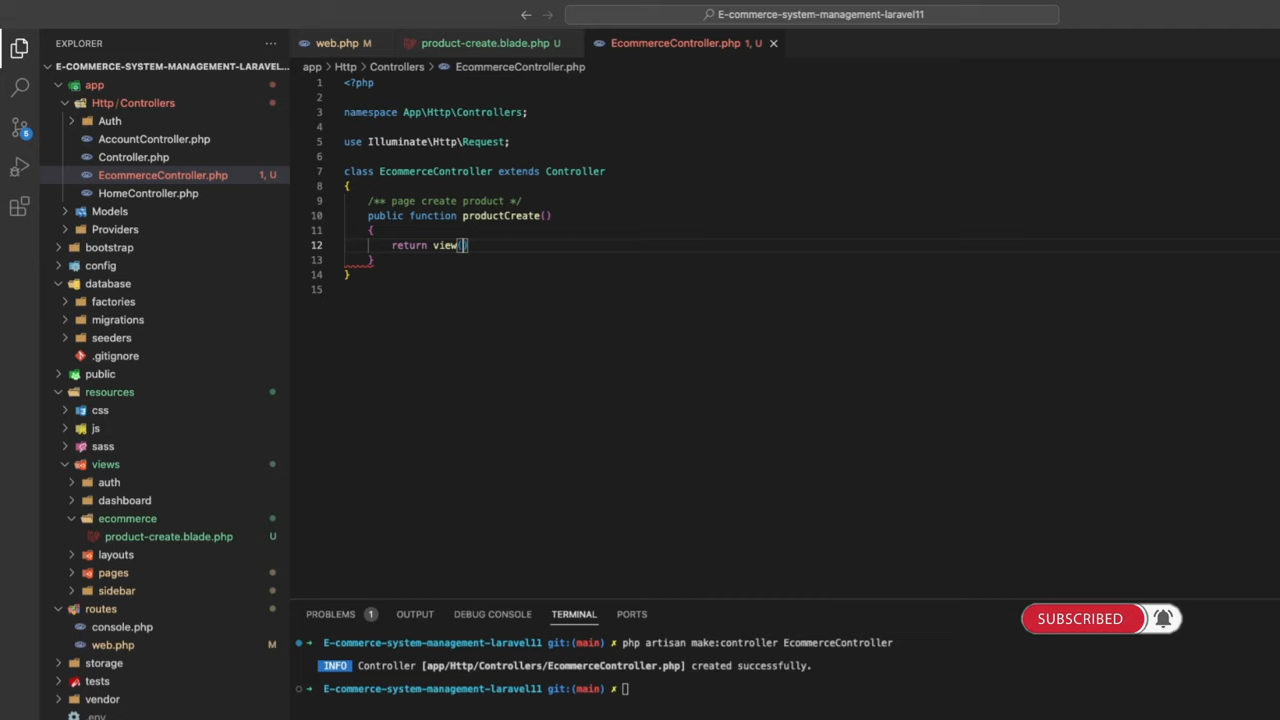 E-commerce-system-management-laravel11
EXPLORER
web.php M
product-create.blade.php U
EcommerceController.php 1, U
E-COMMERCE-SYSTEM-MANAGEMENT-LARAVEL...
app > Http > Controllers > EcommerceController.php
app
Http / Controllers
Auth
AccountController.php
Controller.php
EcommerceController.php 1, U
HomeController.php
Models
Providers
bootstrap
config
database
factories
migrations
seeders
.gitignore
public
resources
css
js
sass
views
auth
dashboard
ecommerce
product-create.blade.php U
layouts
pages
sidebar
routes
console.php
web.php M
storage
tests
vendor
.env
5
1 <?php
2
3 namespace App\Http\Controllers;
4
5 use Illuminate\Http\Request;
6
7 class EcommerceController extends Controller
8 {
9 /** page create product */
10 public function productCreate()
11 {
12 return view()
13 }
14 }
15
PROBLEMS 1 OUTPUT DEBUG CONSOLE TERMINAL PORTS
E-commerce-system-management-laravel11 git:(main) ✗ php artisan make:controller EcommerceController
INFO Controller [app/Http/Controllers/EcommerceController.php] created successfully.
E-commerce-system-management-laravel11 git:(main) ✗
SUBSCRIBED